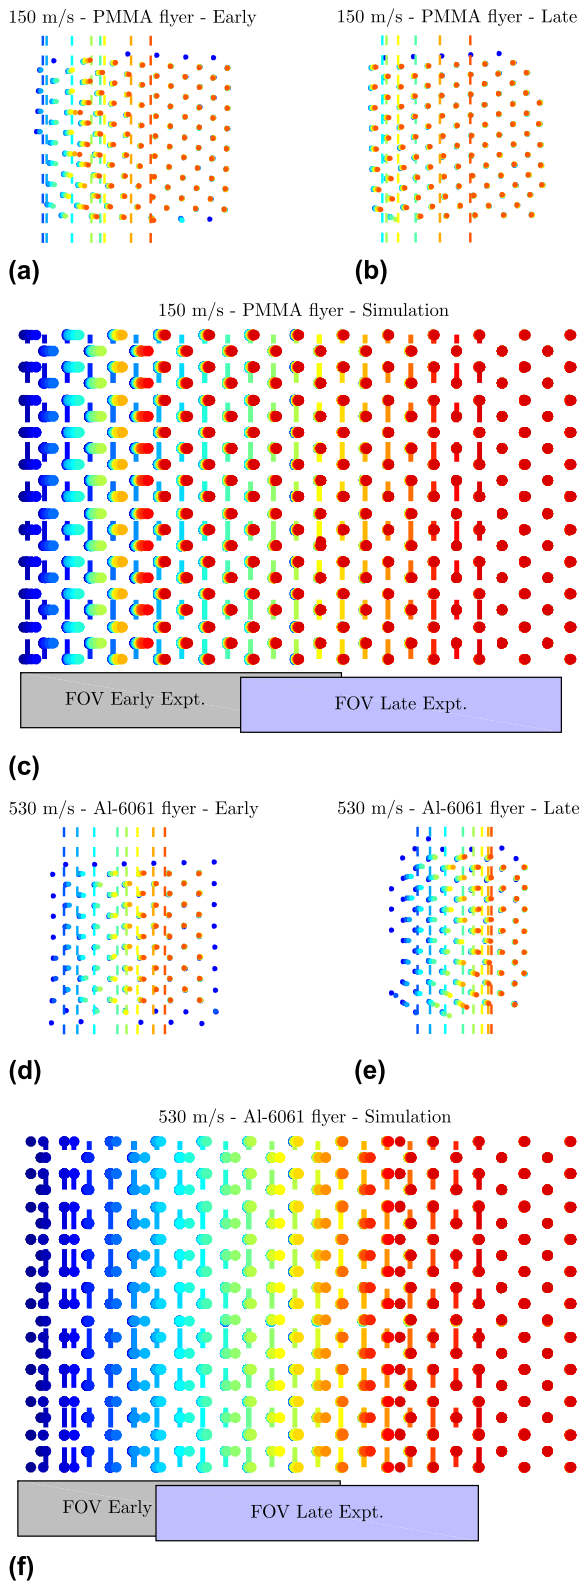 150 m/s - PMMA flyer - Early
150 m/s - PMMA flyer - Late
(a)
(b)
150 m/s - PMMA flyer - Simulation
FOV Early Expt.
FOV Late Expt.
(c)
530 m/s - Al-6061 flyer - Early
530 m/s - Al-6061 flyer - Late
(d)
(e)
530 m/s - Al-6061 flyer - Simulation
FOV Early
FOV Late Expt.
(f)